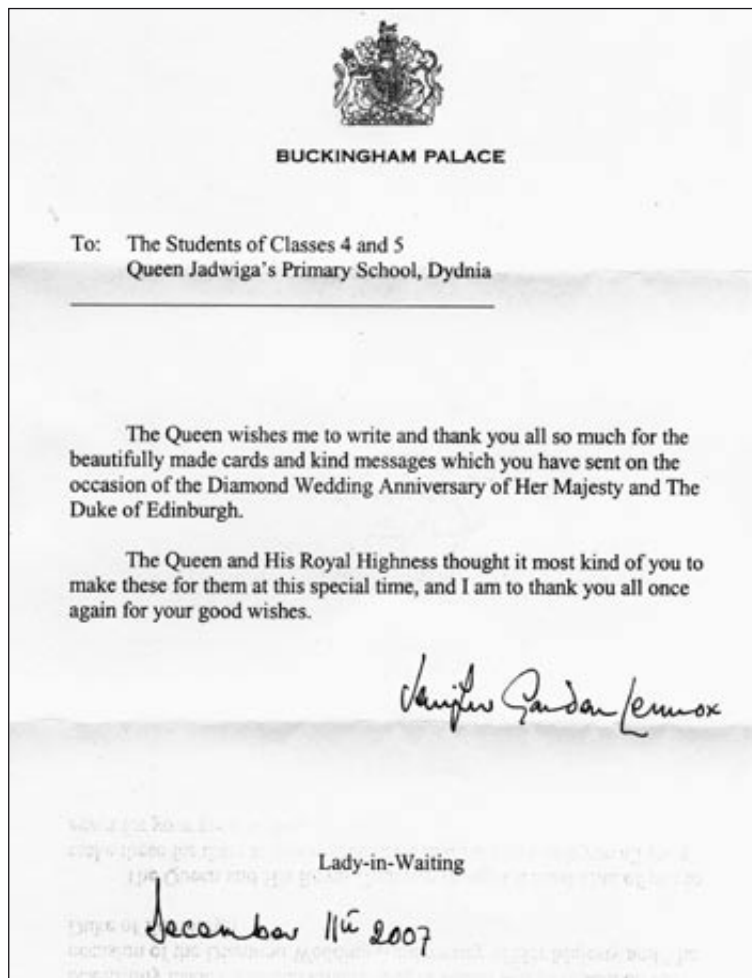 BUCKINGHAM PALACE
To: The Students of Classes 4 and 5
Queen Jadwiga's Primary School, Dydnia
The Queen wishes me to write and thank you all so much for the
beautifully made cards and kind messages which you have sent on the
occasion of the Diamond Wedding Anniversary of Her Majesty and The
Duke of Edinburgh.
The Queen and His Royal Highness thought it most kind of you to
make these for them at this special time, and I am to thank you all once
again for your good wishes.
Jennifer Gordon Lennox
Lady-in-Waiting
December 11th 2007